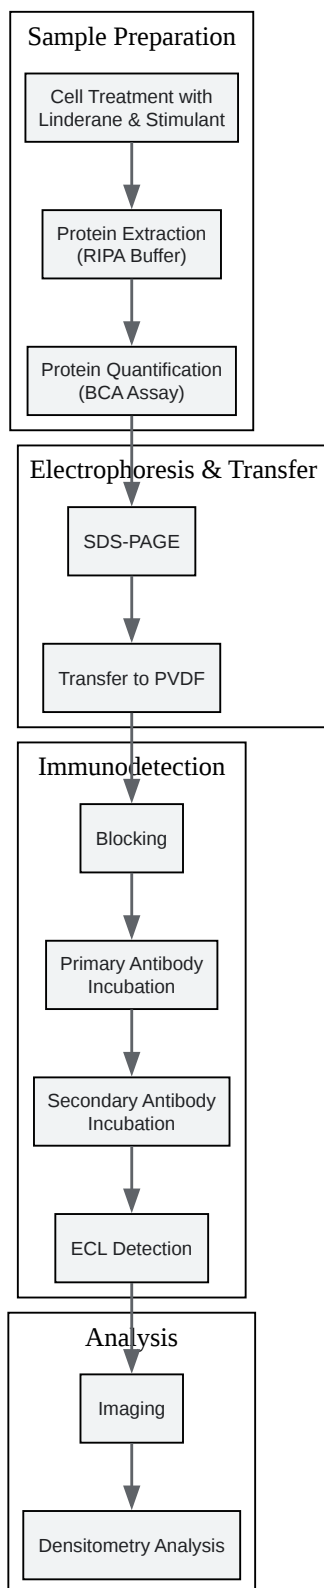 Sample Preparation
Cell Treatment with
Linderane & Stimulant
Protein Extraction
(RIPA Buffer)
Protein Quantification
(BCA Assay)
Electrophoresis & Transfer
SDS-PAGE
Transfer to PVDF
Immunodetection
Blocking
Primary Antibody
Incubation
Secondary Antibody
Incubation
ECL Detection
Analysis
Imaging
Densitometry Analysis